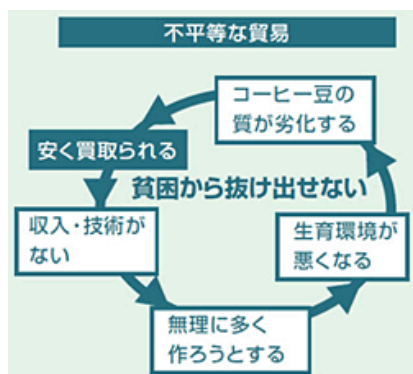 不平等な貿易
コーヒー豆の
質が劣化する
安く買取られる
貧困から抜け出せない
収入・技術が
ない
生育環境が
悪くなる
無理に多く
作ろうとする